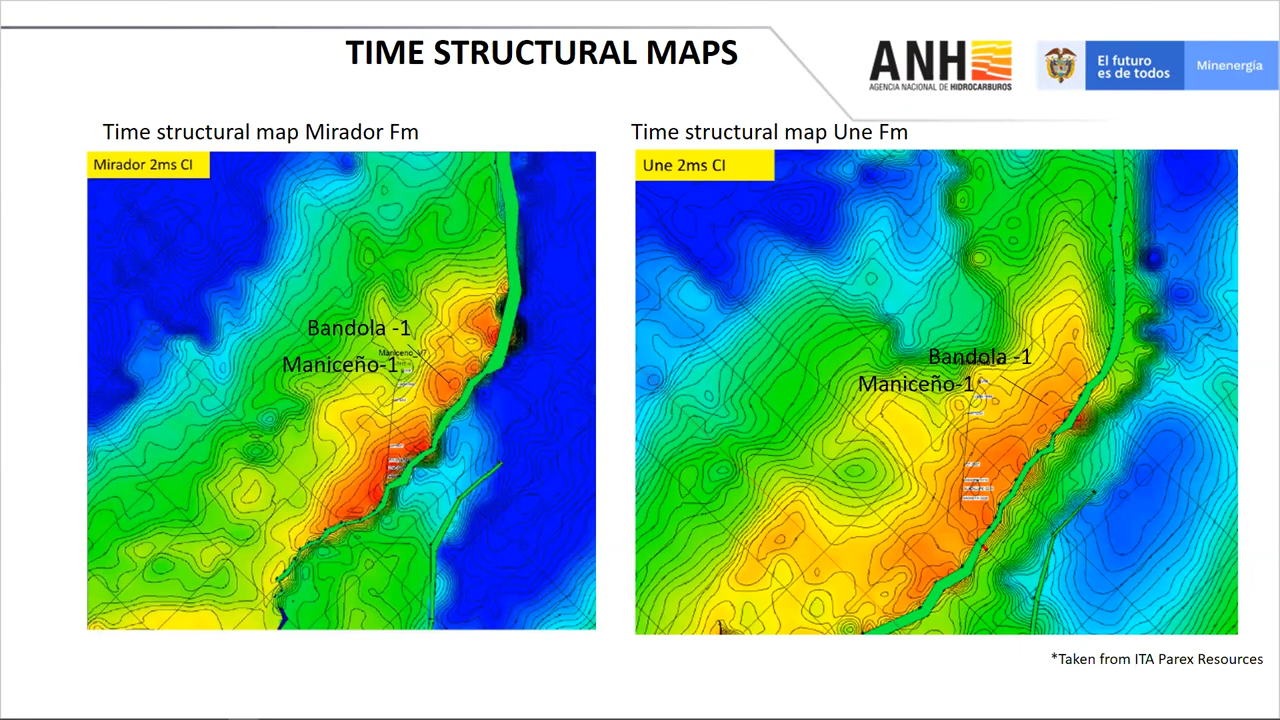 TIME STRUCTURAL MAPS
ANH
AGENCIA NACIONAL DE HIDROCARBUROS
El futuro
es de todos
Minenergía
Time structural map Mirador Fm
Time structural map Une Fm
Mirador 2ms CI
Une 2ms CI
Bandola -1
Maniceño-1
Bandola -1
Maniceño-1
*Taken from ITA Parex Resources